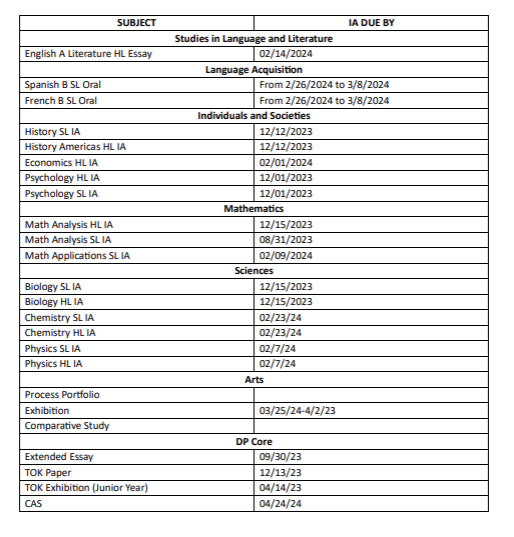 SUBJECT IA DUE BY
Studies in Language and Literature
English A Literature HL Essay 02/14/2024
Language Acquisition
Spanish B SL Oral From 2/26/2024 to 3/8/2024
French B SL Oral From 2/26/2024 to 3/8/2024
Individuals and Societies
History SL IA 12/12/2023
History Americas HL IA 12/12/2023
Economics HL IA 02/01/2024
Psychology HL IA 12/01/2023
Psychology SL IA 12/01/2023
Mathematics
Math Analysis HL IA 12/15/2023
Math Analysis SL IA 08/31/2023
Math Applications SL IA 02/09/2024
Sciences
Biology SL IA 12/15/2023
Biology HL IA 12/15/2023
Chemistry SL IA 02/23/24
Chemistry HL IA 02/23/24
Physics SL IA 02/7/24
Physics HL IA 02/7/24
Arts
Process Portfolio
Exhibition 03/25/24-4/2/23
Comparative Study
DP Core
Extended Essay 09/30/23
TOK Paper 12/13/23
TOK Exhibition (Junior Year) 04/14/23
CAS 04/24/24